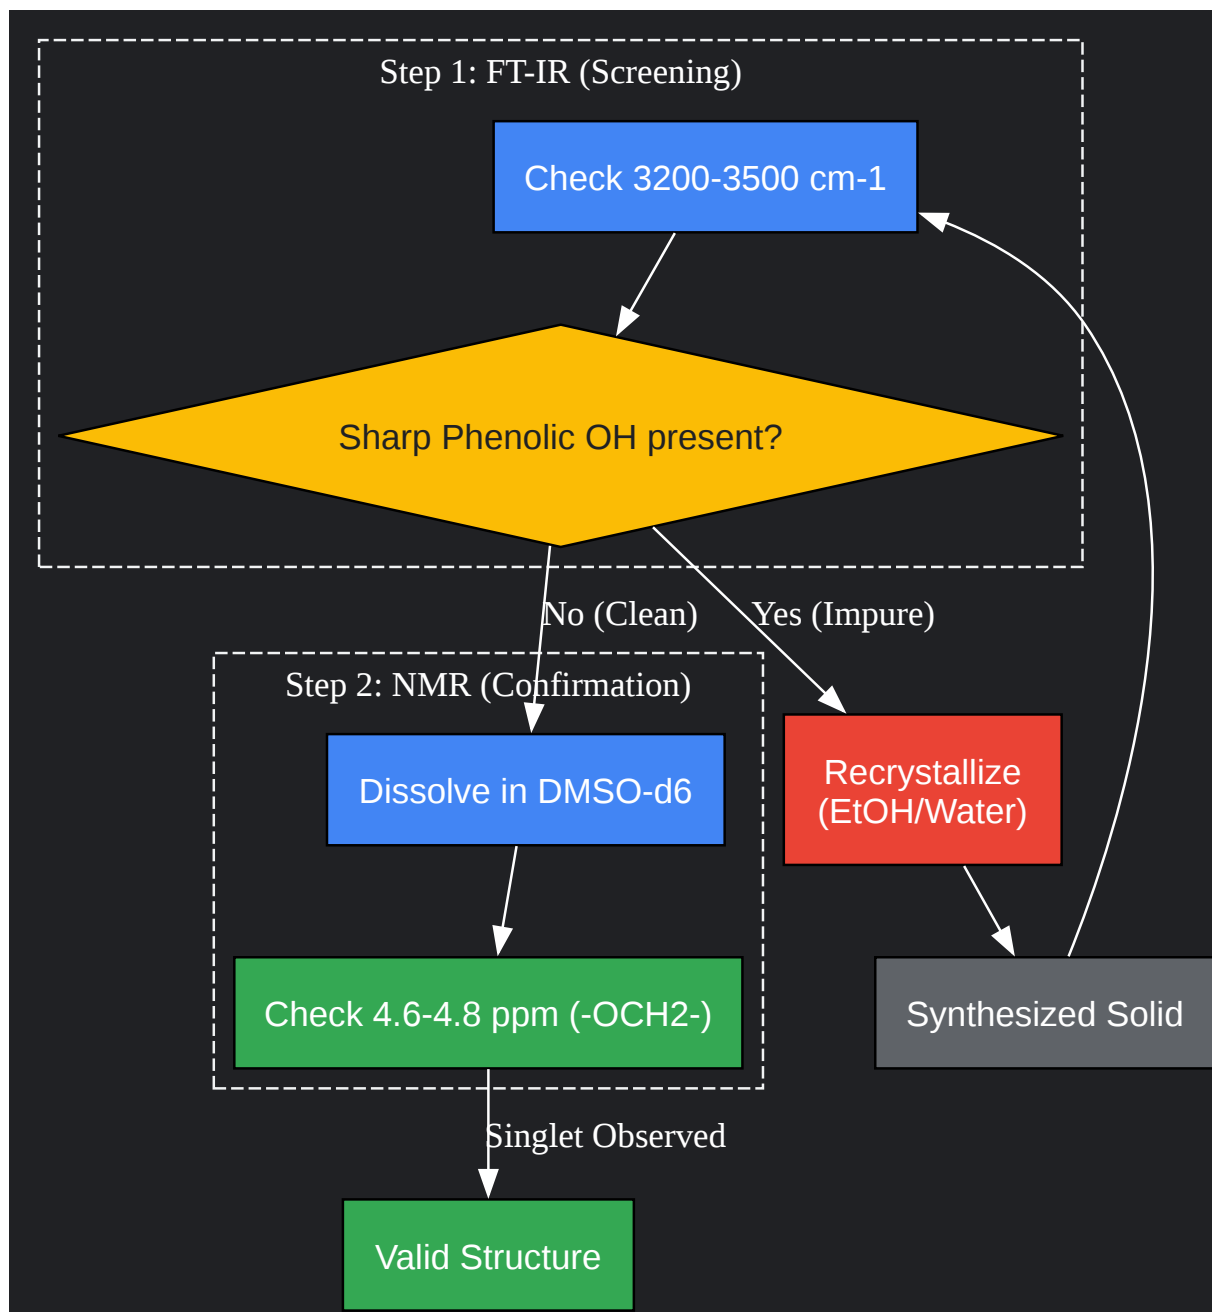 Step 1: FT-IR (Screening)
Check 3200-3500 cm-1
Sharp Phenolic OH present?
No (Clean)
Yes (Impure)
Step 2: NMR (Confirmation)
Dissolve in DMSO-d6
Recrystallize
(EtOH/Water)
Check 4.6-4.8 ppm (-OCH2-)
Synthesized Solid
Singlet Observed
Valid Structure